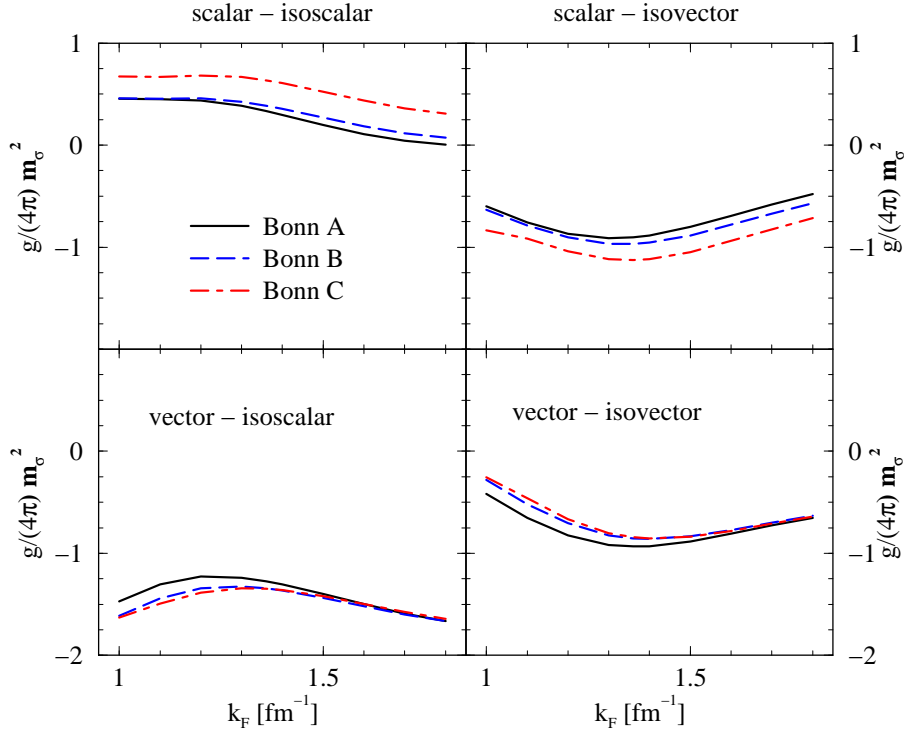 scalar – isoscalar
scalar – isovector
1
0
−1
g/(4π) m_σ^2
Bonn A
Bonn B
Bonn C
1
0
−1
g/(4π) m_σ^2
vector – isoscalar
vector – isovector
0
−1
−2
g/(4π) m_σ^2
0
−1
−2
g/(4π) m_σ^2
1
1.5
1
1.5
k_F [fm^−1]
k_F [fm^−1]